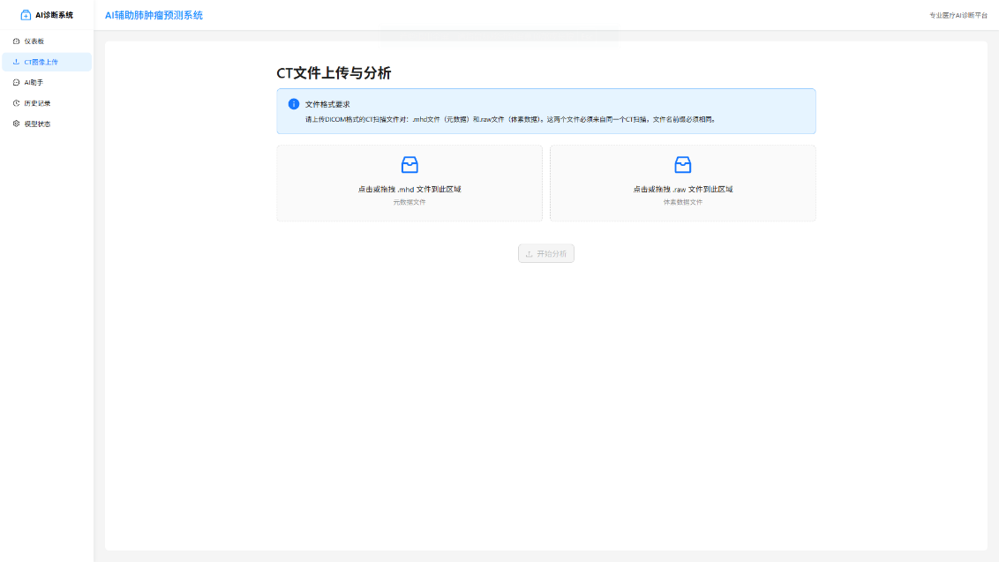 AI诊断系统
AI辅助肺肿瘤预测系统
专业医疗AI诊断平台
仪表板
CT图像上传
AI助手
历史记录
模型状态
CT文件上传与分析
文件格式要求
请上传DICOM格式的CT扫描文件对：.mhd文件（元数据）和.raw文件（体素数据）。这两个文件必须来自同一个CT扫描，文件名前缀必须相同。
点击或拖拽 .mhd 文件到此区域
元数据文件
点击或拖拽 .raw 文件到此区域
体素数据文件
开始分析